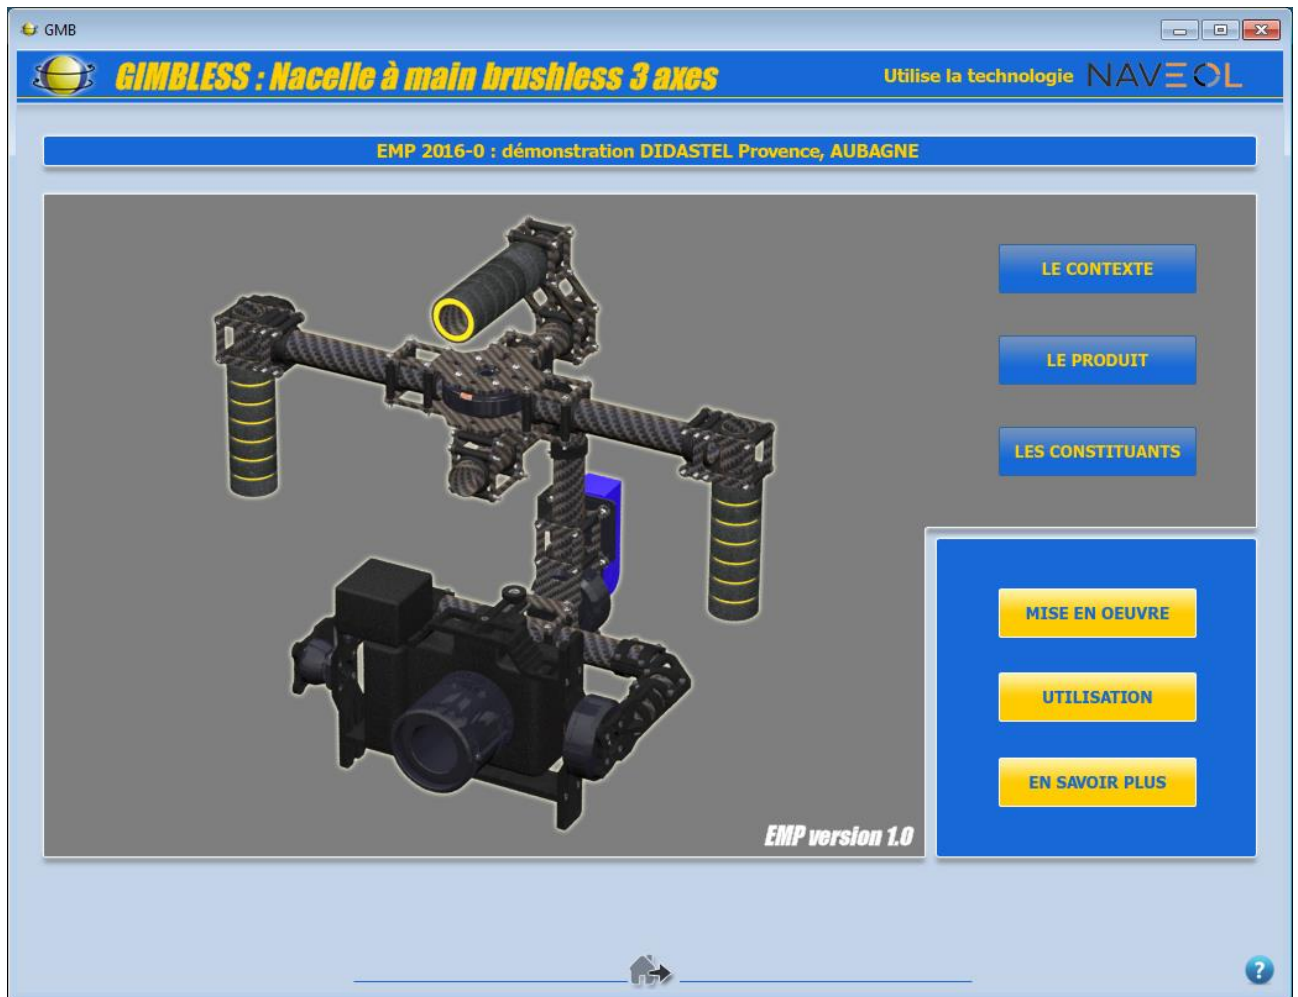 GMB
GIMBLESS : Nacelle à main brushless 3 axes
Utilise la technologie NAVEOL
EMP 2016-0 : démonstration DIDASTEL Provence, AUBAGNE
LE CONTEXTE
LE PRODUIT
LES CONSTITUANTS
MISE EN OEUVRE
UTILISATION
EN SAVOIR PLUS
EMP version 1.0
?